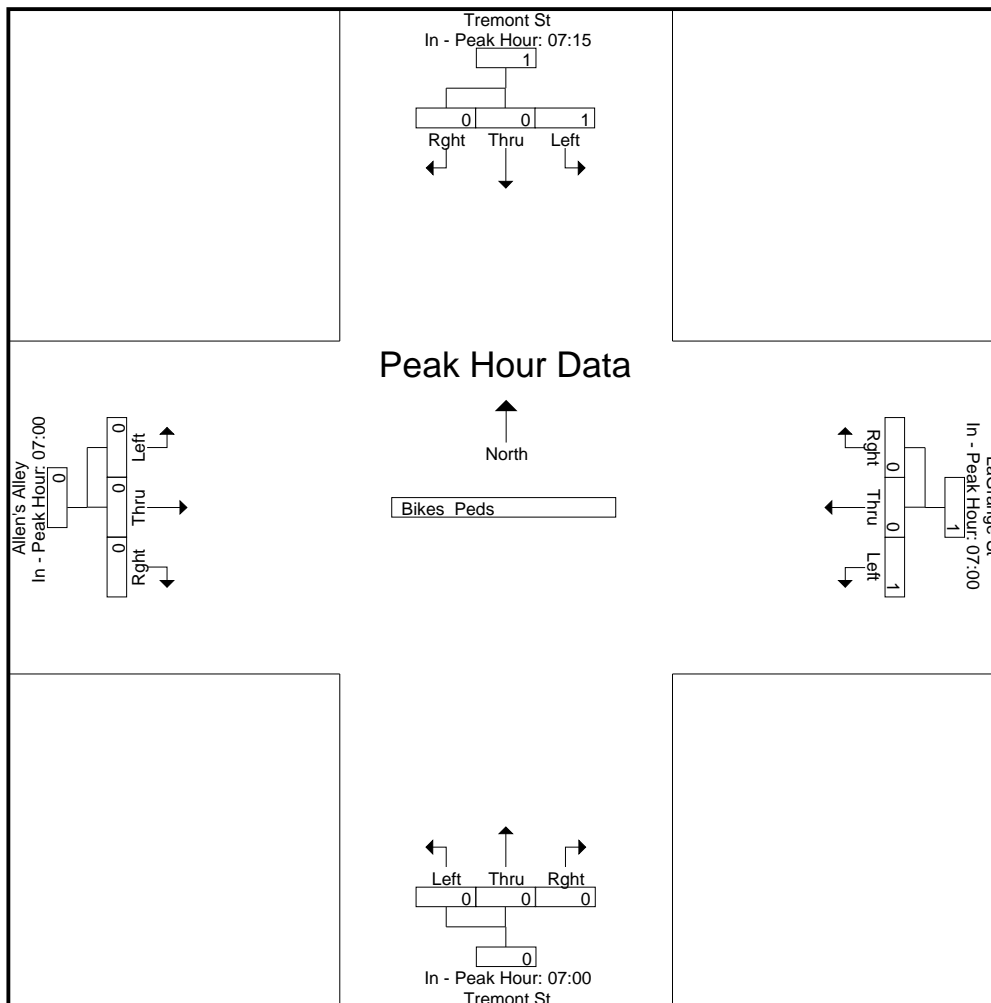 Tremont St
In - Peak Hour: 07:15
1
0 0 1
Rght Thru Left
Peak Hour Data
North
Bikes Peds
Allen's Alley
In - Peak Hour: 07:00
0
0 0 0
Left Thru Rght
LaGrange St
In - Peak Hour: 07:00
1
0 0 1
Rght Thru Left
Left Thru Rght
0 0 0
0
In - Peak Hour: 07:00
Tremont St